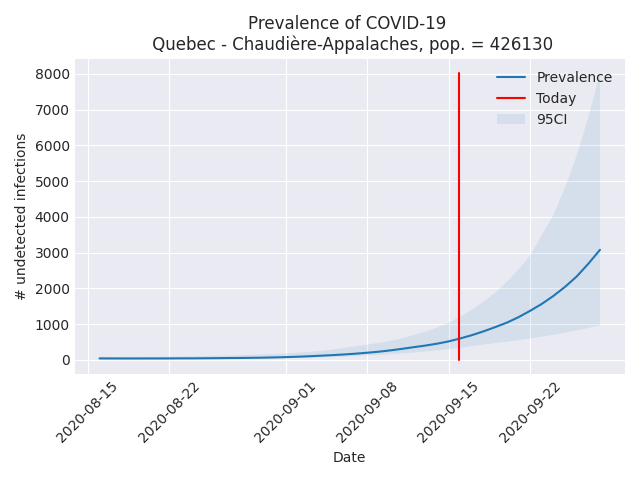 Prevalence of COVID-19
Quebec - Chaudière-Appalaches, pop. = 426130
# undetected infections
8000
7000
6000
5000
4000
3000
2000
1000
0
Prevalence
Today
95CI
2020-08-15
2020-08-22
2020-09-01
2020-09-08
2020-09-15
2020-09-22
Date